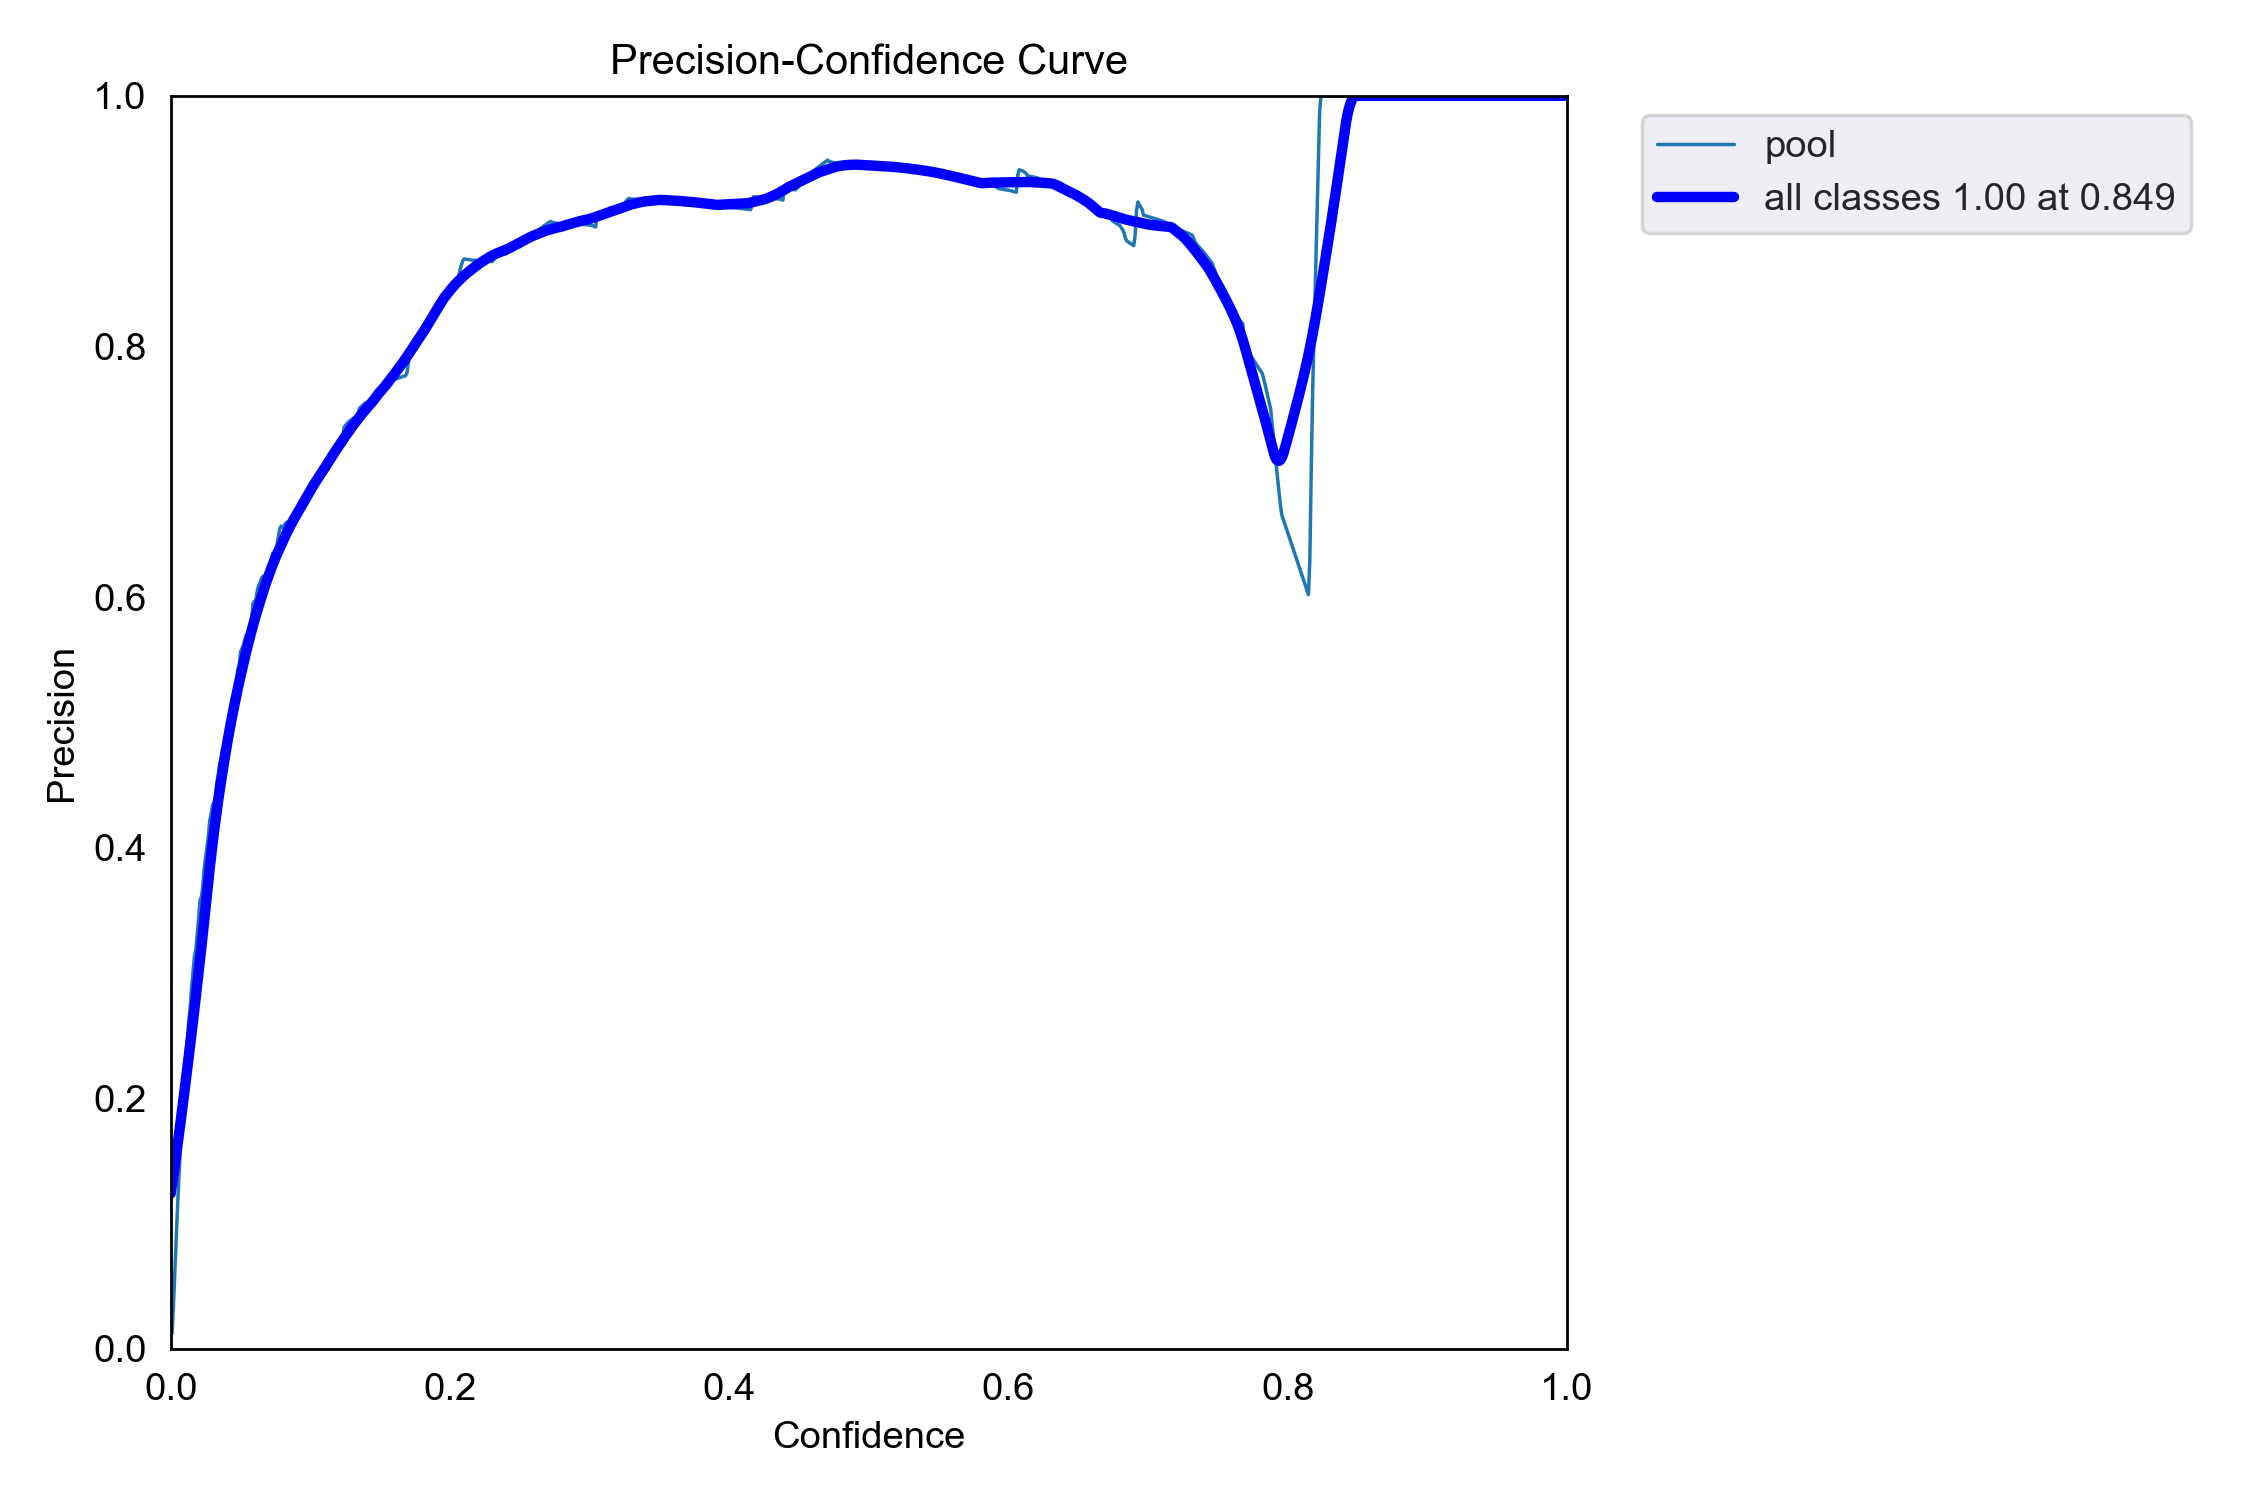 Precision-Confidence Curve
1.0
0.8
0.6
0.4
0.2
0.0
Precision
0.0 0.2 0.4 0.6 0.8 1.0
Confidence
pool
all classes 1.00 at 0.849